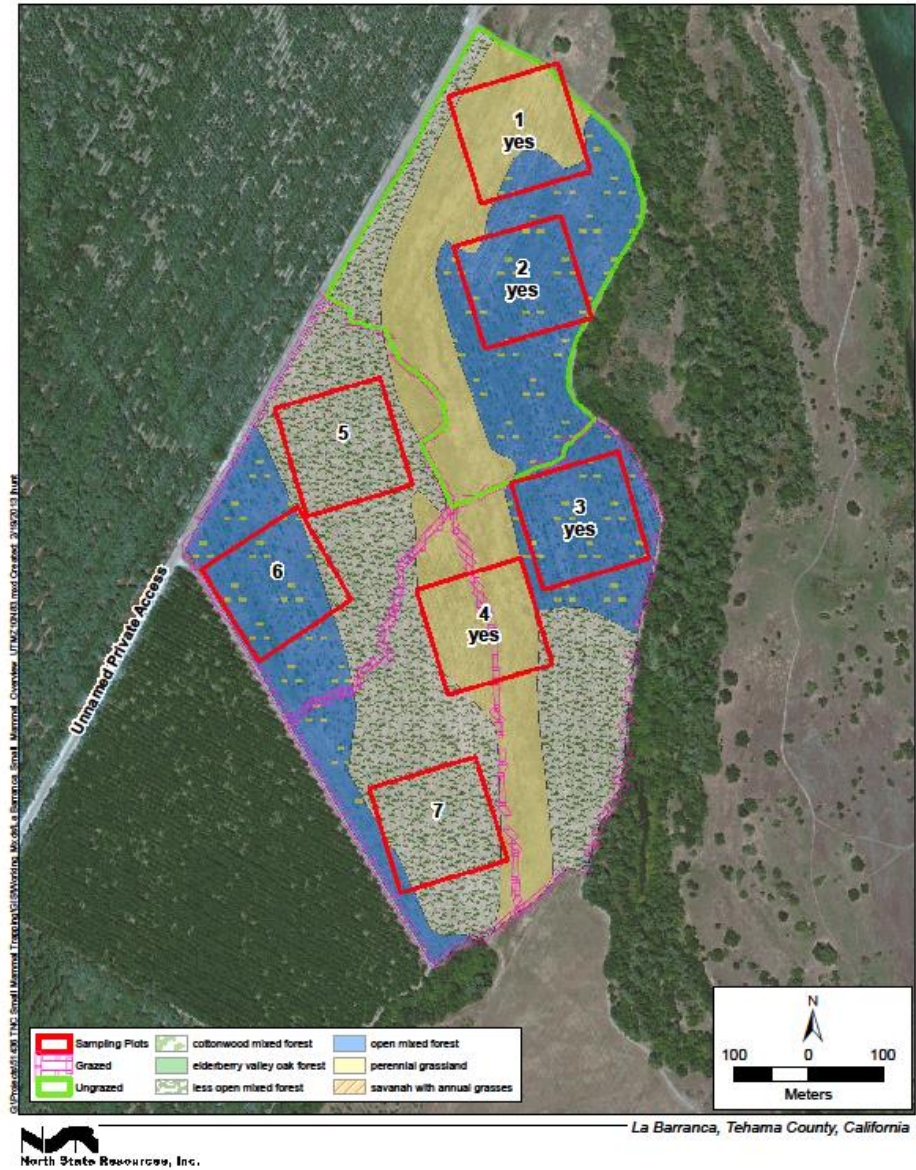 1
yes
2
yes
5
3
yes
6
4
yes
7
Unnamed Private Access
Sampling Plots
Grazed
Ungrazed
cottonwood mixed forest
elderberry valley oak forest
less open mixed forest
open mixed forest
perennial grassland
savanah with annual grasses
N
100 0 100
Meters
La Barranca, Tehama County, California
NSR
North State Resources, Inc.